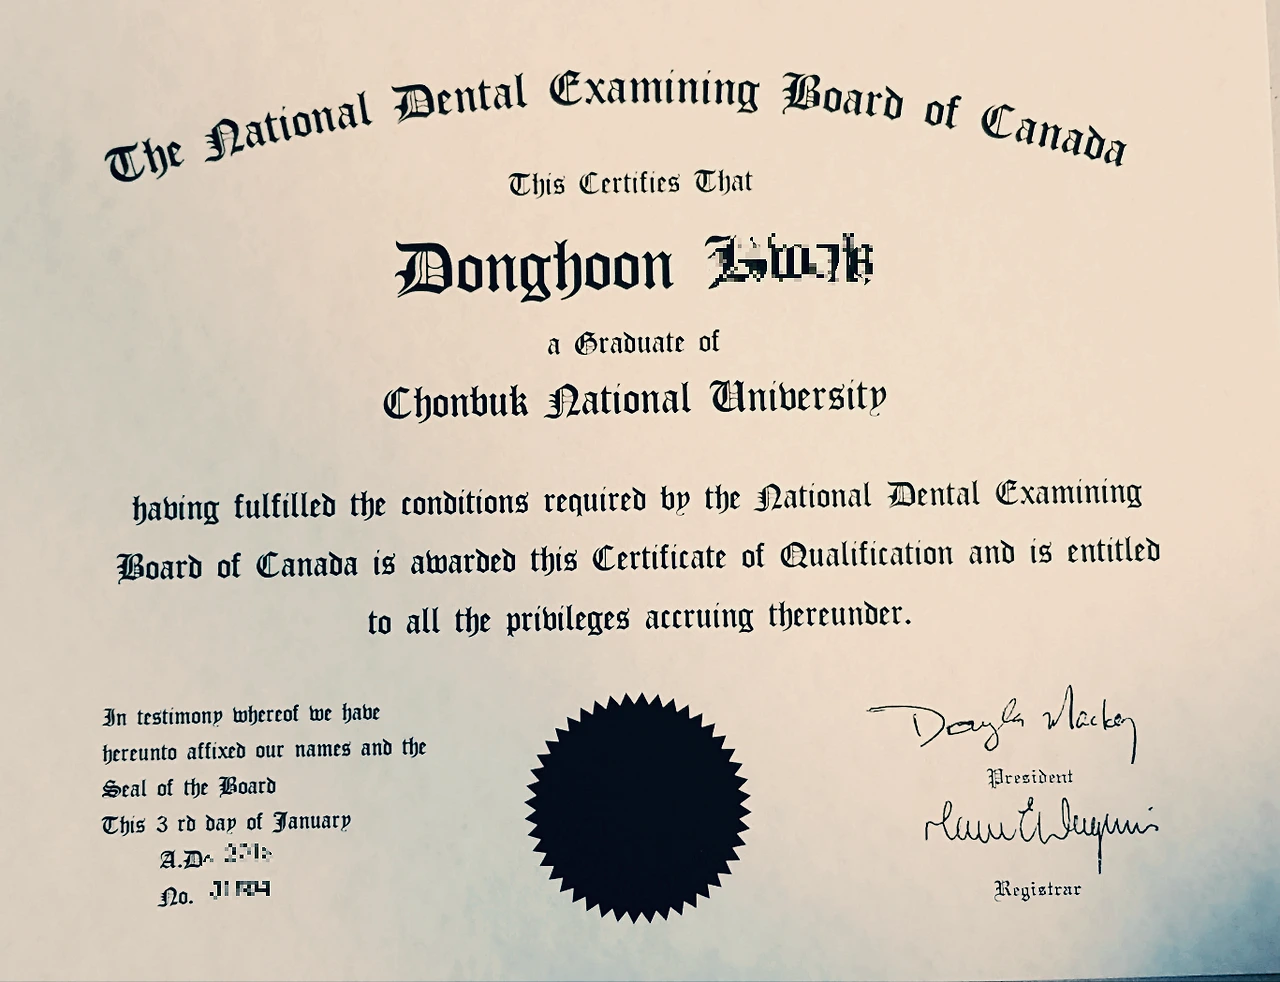 The National Dental Examining Board of Canada
This Certifies That
Donghoon
a Graduate of
Chonbuk National University
having fulfilled the conditions required by the National Dental Examining
Board of Canada is awarded this Certificate of Qualification and is entitled
to all the privileges accruing thereunder.
In testimony whereof we have
hereunto affixed our names and the
Seal of the Board
This 3 rd day of January
A.D.
No.
President
Registrar